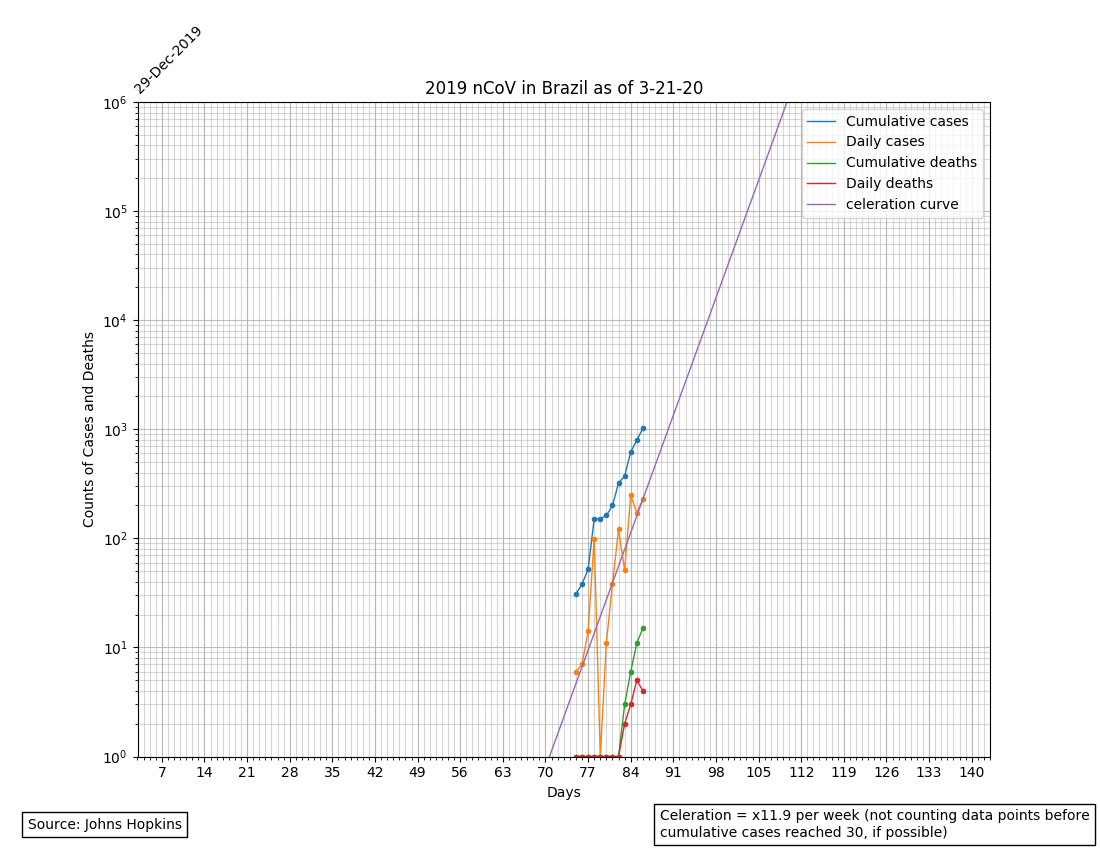 29-Dec-2019
2019 nCoV in Brazil as of 3-21-20
Cumulative cases
Daily cases
Cumulative deaths
Daily deaths
celeration curve
Counts of Cases and Deaths
10^6
10^5
10^4
10^3
10^2
10^1
10^0
7 14 21 28 35 42 49 56 63 70 77 84 91 98 105 112 119 126 133 140
Days
Source: Johns Hopkins
Celeration = x11.9 per week (not counting data points before
cumulative cases reached 30, if possible)